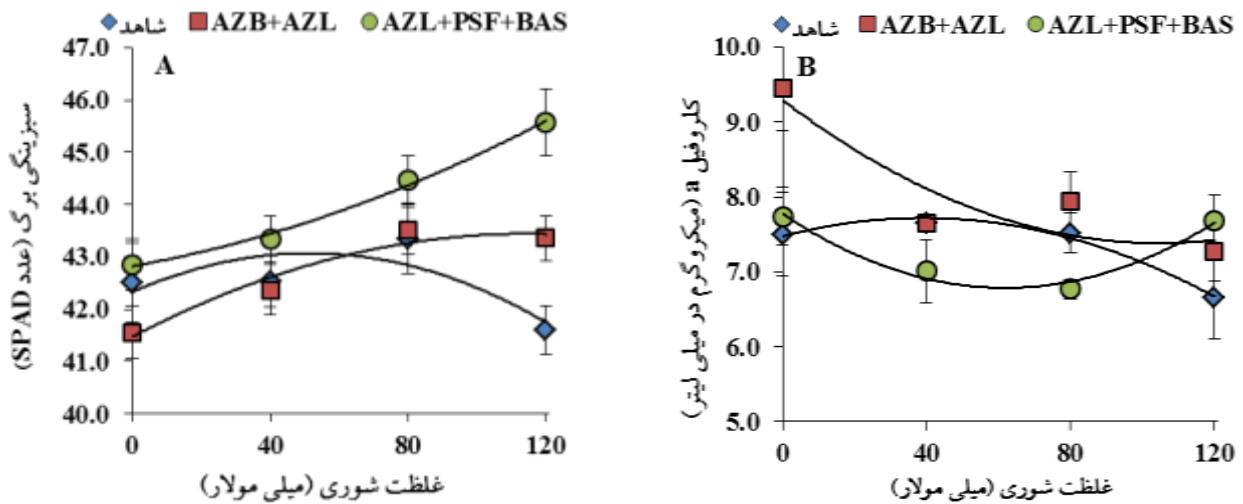 شاهد AZB+AZL AZL+PSF+BAS
A
47.0
46.0
45.0
44.0
43.0
42.0
41.0
40.0
سبزینگی برگ (عدد SPAD)
0 40 80 120
غلظت شوری (میلی مولار)
شاهد AZB+AZL AZL+PSF+BAS
B
10.0
9.0
8.0
7.0
6.0
5.0
کلروفیل a (میکروگرم در میلی لیتر)
0 40 80 120
غلظت شوری (میلی مولار)